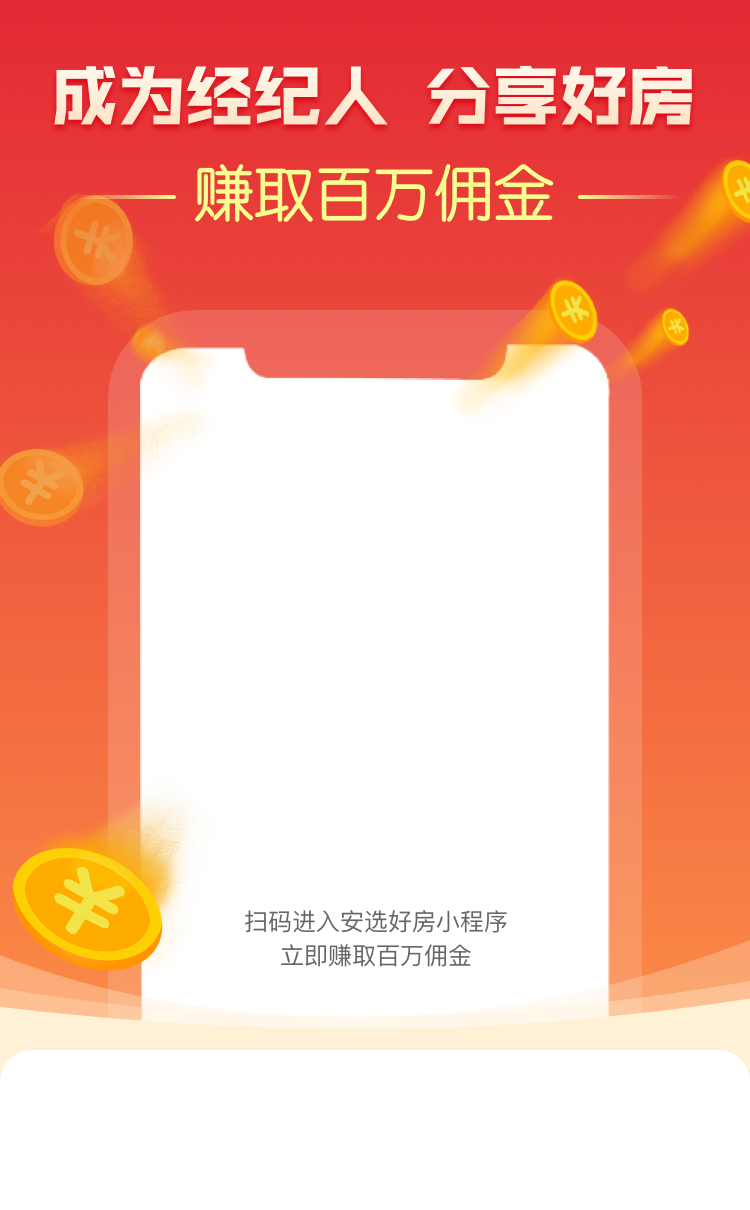 成为经纪人 分享好房
赚取百万佣金
扫码进入安选好房小程序
立即赚取百万佣金